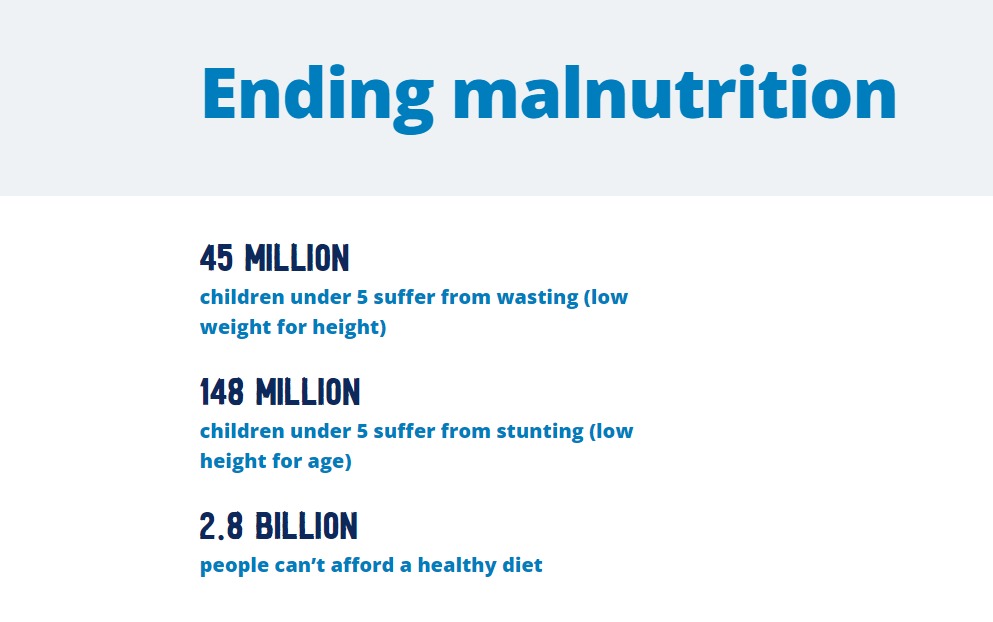 Ending malnutrition
45 MILLION
children under 5 suffer from wasting (low
weight for height)
148 MILLION
children under 5 suffer from stunting (low
height for age)
2.8 BILLION
people can’t afford a healthy diet